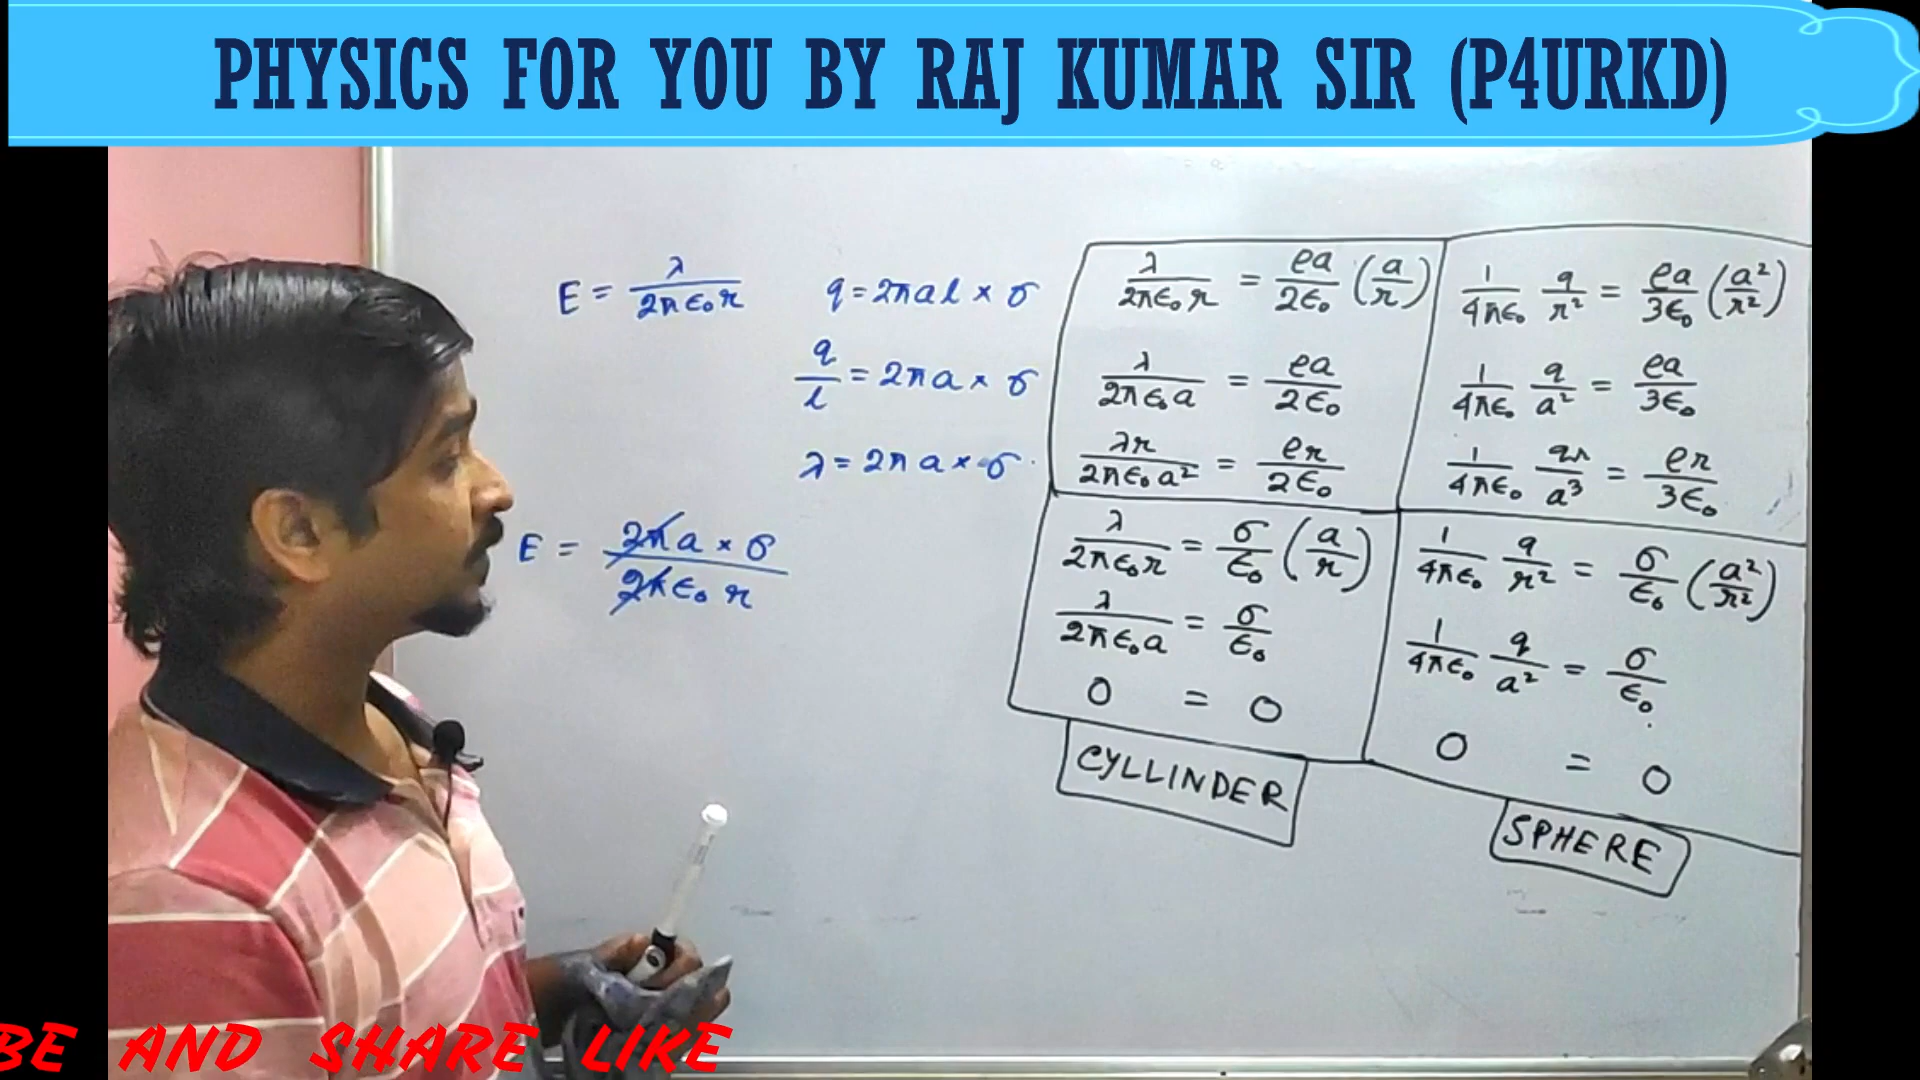 PHYSICS FOR YOU BY RAJ KUMAR SIR (P4URKD)
E = λ/2πϵ₀r
q = 2πal × σ
q/l = 2πa × σ
λ = 2πa × σ
E = 2πa × σ/2πϵ₀r
λ/2πϵ₀r = ρa/2ϵ₀ (a/r)
λ/2πϵ₀a = ρa/2ϵ₀
λr/2πϵ₀a² = ρr/2ϵ₀
1/4πϵ₀ q/r² = ρa/3ϵ₀ (a²/r²)
1/4πϵ₀ q/a² = ρa/3ϵ₀
1/4πϵ₀ qr/a³ = ρr/3ϵ₀
λ/2πϵ₀r = σ/ϵ₀ (a/r)
λ/2πϵ₀a = σ/ϵ₀
0 = 0
CYLLINDER
1/4πϵ₀ q/r² = σ/ϵ₀ (a²/r²)
1/4πϵ₀ q/a² = σ/ϵ₀
0 = 0
SPHERE
BE AND SHARE LIKE